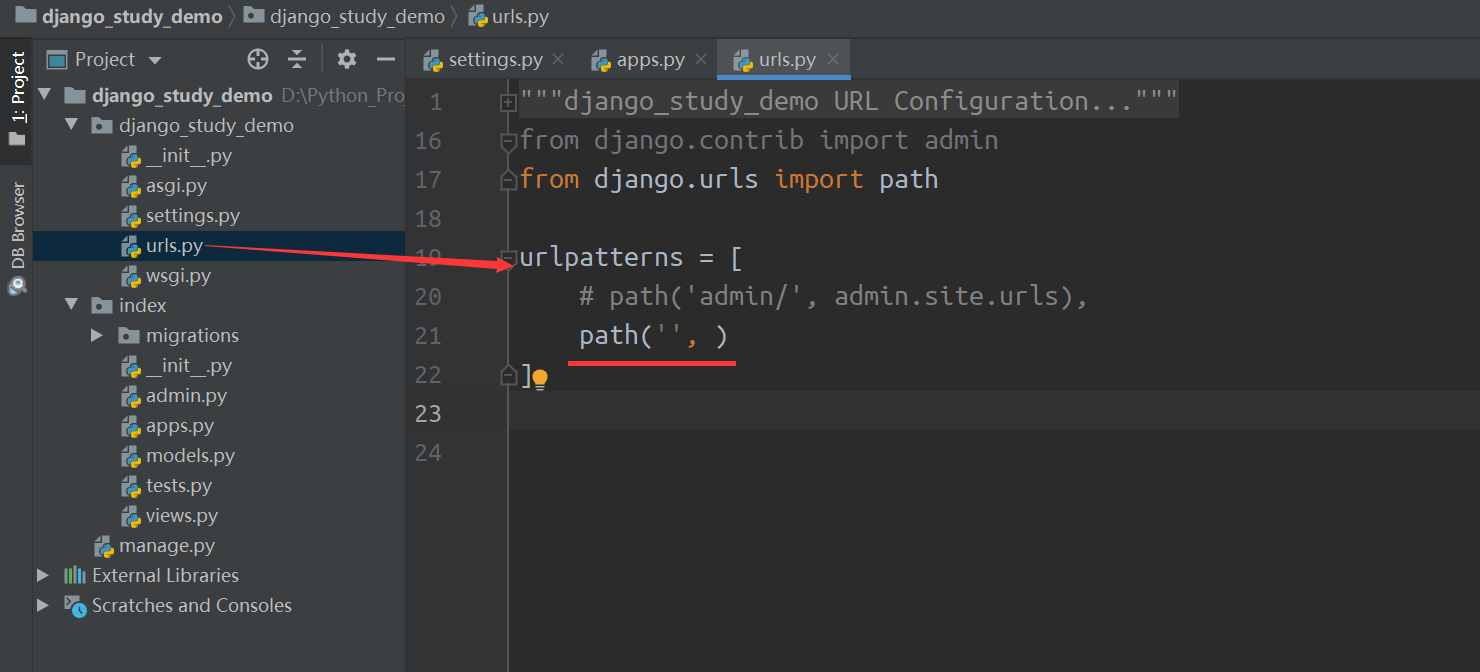 django_study_demo django_study_demo urls.py
1: Project
DB Browser
Project
django_study_demo D:\Python_Pro
django_study_demo
__init__.py
asgi.py
settings.py
urls.py
wsgi.py
index
migrations
__init__.py
admin.py
apps.py
models.py
tests.py
views.py
manage.py
External Libraries
Scratches and Consoles
settings.py apps.py urls.py
1 """django_study_demo URL Configuration..."""
16 from django.contrib import admin
17 from django.urls import path
18
19 urlpatterns = [
20 # path('admin/', admin.site.urls),
21 path('', )
22 ]
23
24